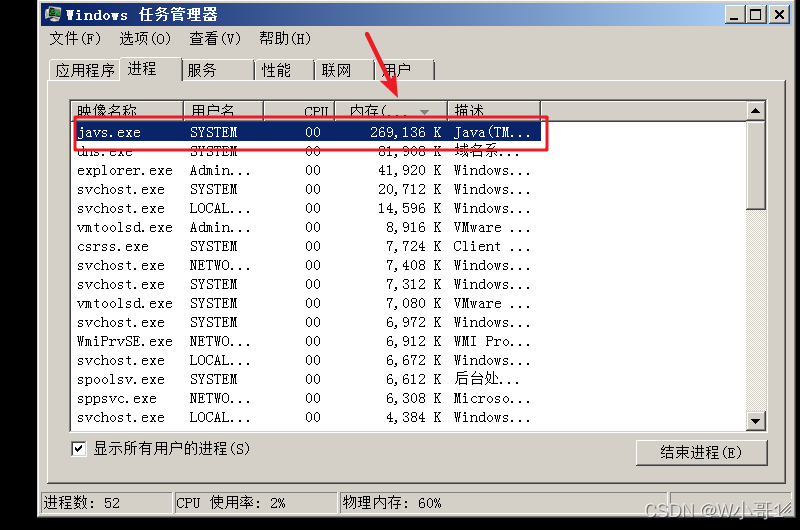 Windows 任务管理器
文件(F) 选项(O) 查看(V) 帮助(H)
应用程序 进程 服务 性能 联网 用户
映像名称 用户名 CPU 内存(... 描述
javs.exe SYSTEM 00 269,136 K Java(TM...
dns.exe SYSTEM 00 81,908 K 域名系...
explorer.exe Admin... 00 41,920 K Windows...
svchost.exe SYSTEM 00 20,712 K Windows...
svchost.exe LOCAL... 00 14,596 K Windows...
vmtoolsd.exe Admin... 00 8,916 K VMware ...
csrss.exe SYSTEM 00 7,724 K Client ...
svchost.exe NETWO... 00 7,408 K Windows...
svchost.exe SYSTEM 00 7,312 K Windows...
vmtoolsd.exe SYSTEM 00 7,080 K VMware ...
svchost.exe SYSTEM 00 6,972 K Windows...
WmiPrvSE.exe NETWO... 00 6,912 K WMI Pro...
svchost.exe LOCAL... 00 6,672 K Windows...
spoolsv.exe SYSTEM 00 6,612 K 后台处...
sppsvc.exe NETWO... 00 6,308 K Microso...
svchost.exe LOCAL... 00 4,384 K Windows...
显示所有用户的进程(S) 结束进程(E)
进程数: 52 CPU 使用率: 2% 物理内存: 60%
CSDN @W小哥1